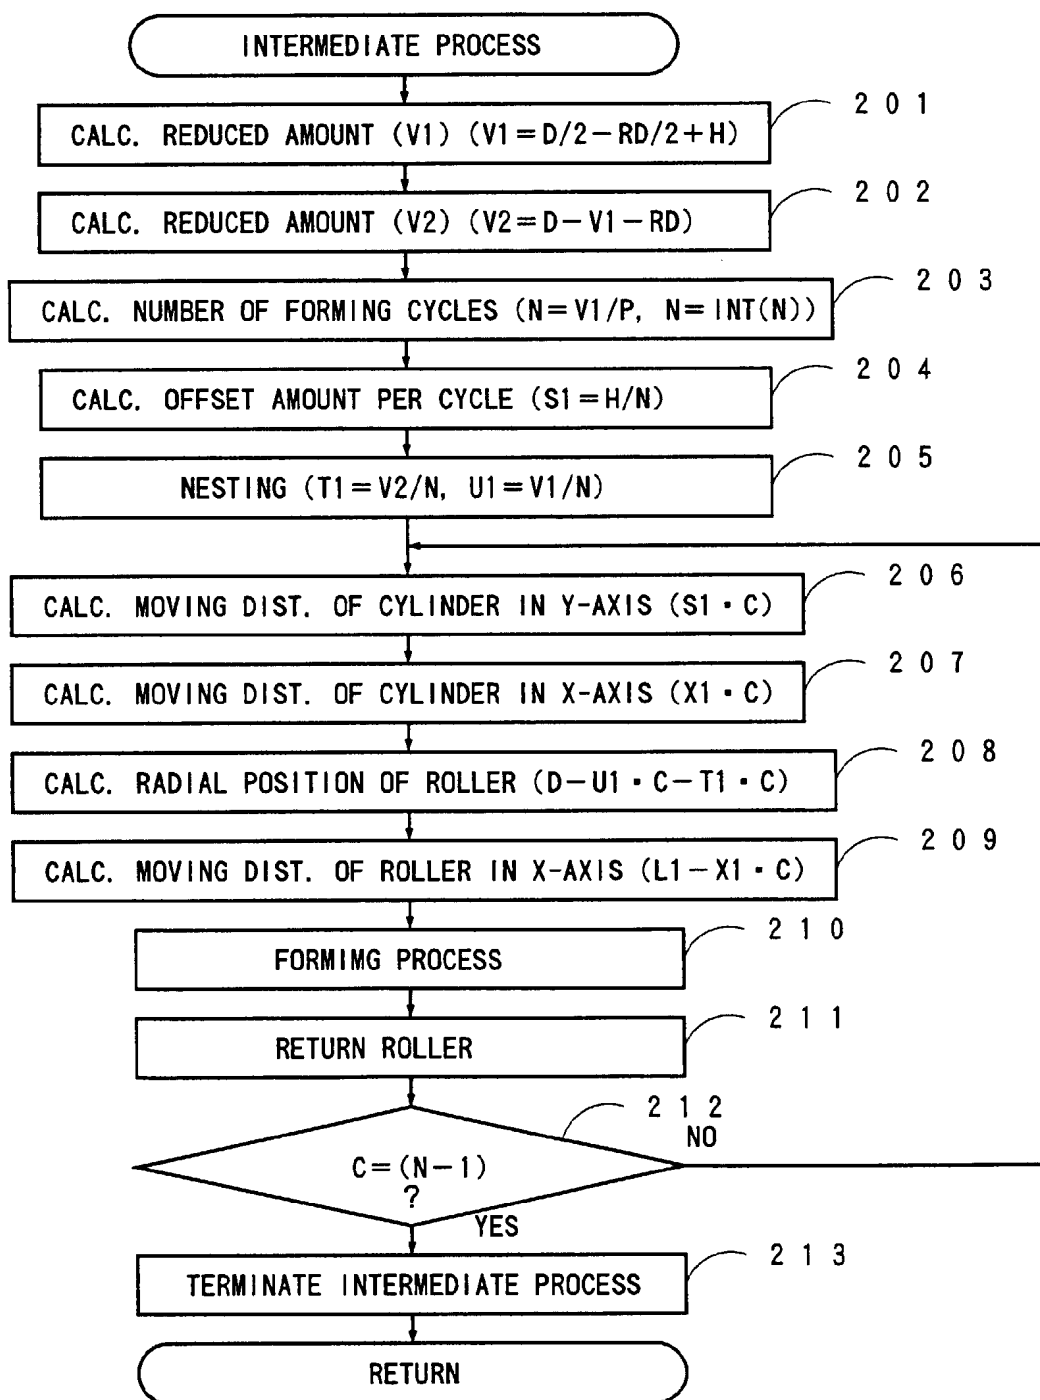 INTERMEDIATE PROCESS
201
CALC. REDUCED AMOUNT (V1) (V1=D/2-RD/2+H)
202
CALC. REDUCED AMOUNT (V2) (V2=D-V1-RD)
203
CALC. NUMBER OF FORMING CYCLES (N=V1/P, N=INT(N))
204
CALC. OFFSET AMOUNT PER CYCLE (S1=H/N)
205
NESTING (T1=V2/N, U1=V1/N)
206
CALC. MOVING DIST. OF CYLINDER IN Y-AXIS (S1・C)
207
CALC. MOVING DIST. OF CYLINDER IN X-AXIS (X1・C)
208
CALC. RADIAL POSITION OF ROLLER (D-U1・C-T1・C)
209
CALC. MOVING DIST. OF ROLLER IN X-AXIS (L1-X1・C)
210
FORMIMG PROCESS
211
RETURN ROLLER
212
NO
C=(N-1)
?
YES
213
TERMINATE INTERMEDIATE PROCESS
RETURN